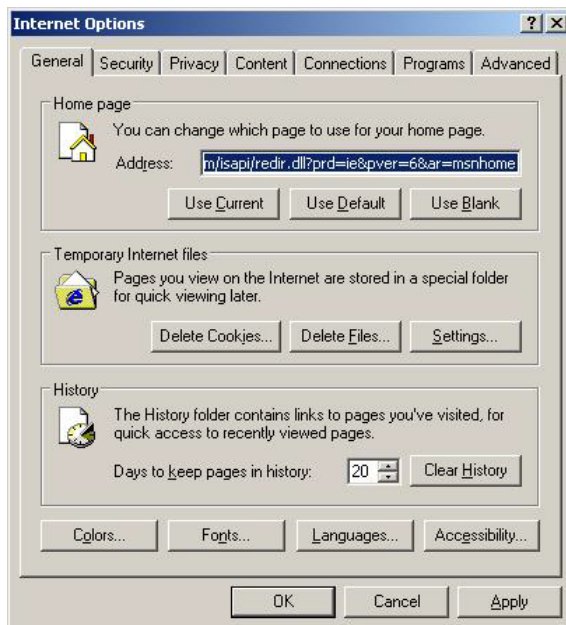 Internet Options
General Security Privacy Content Connections Programs Advanced
Home page
You can change which page to use for your home page.
Address: m/isapi/redir.dll?prd=ie&pver=6&ar=msnhome
Use Current Use Default Use Blank
Temporary Internet files
Pages you view on the Internet are stored in a special folder
for quick viewing later.
Delete Cookies... Delete Files... Settings...
History
The History folder contains links to pages you've visited, for
quick access to recently viewed pages.
Days to keep pages in history: 20 Clear History
Colors... Fonts... Languages... Accessibility...
OK Cancel Apply